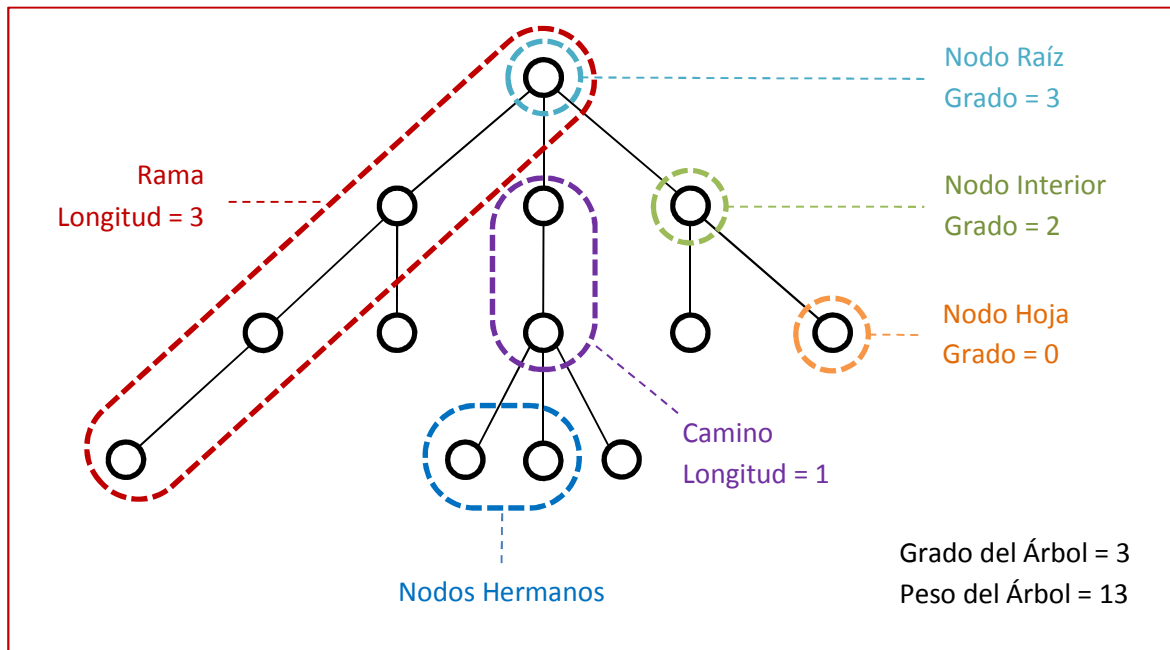 Nodo Raíz
Grado = 3
Rama
Longitud = 3
Nodo Interior
Grado = 2
Nodo Hoja
Grado = 0
Camino
Longitud = 1
Nodos Hermanos
Grado del Árbol = 3
Peso del Árbol = 13